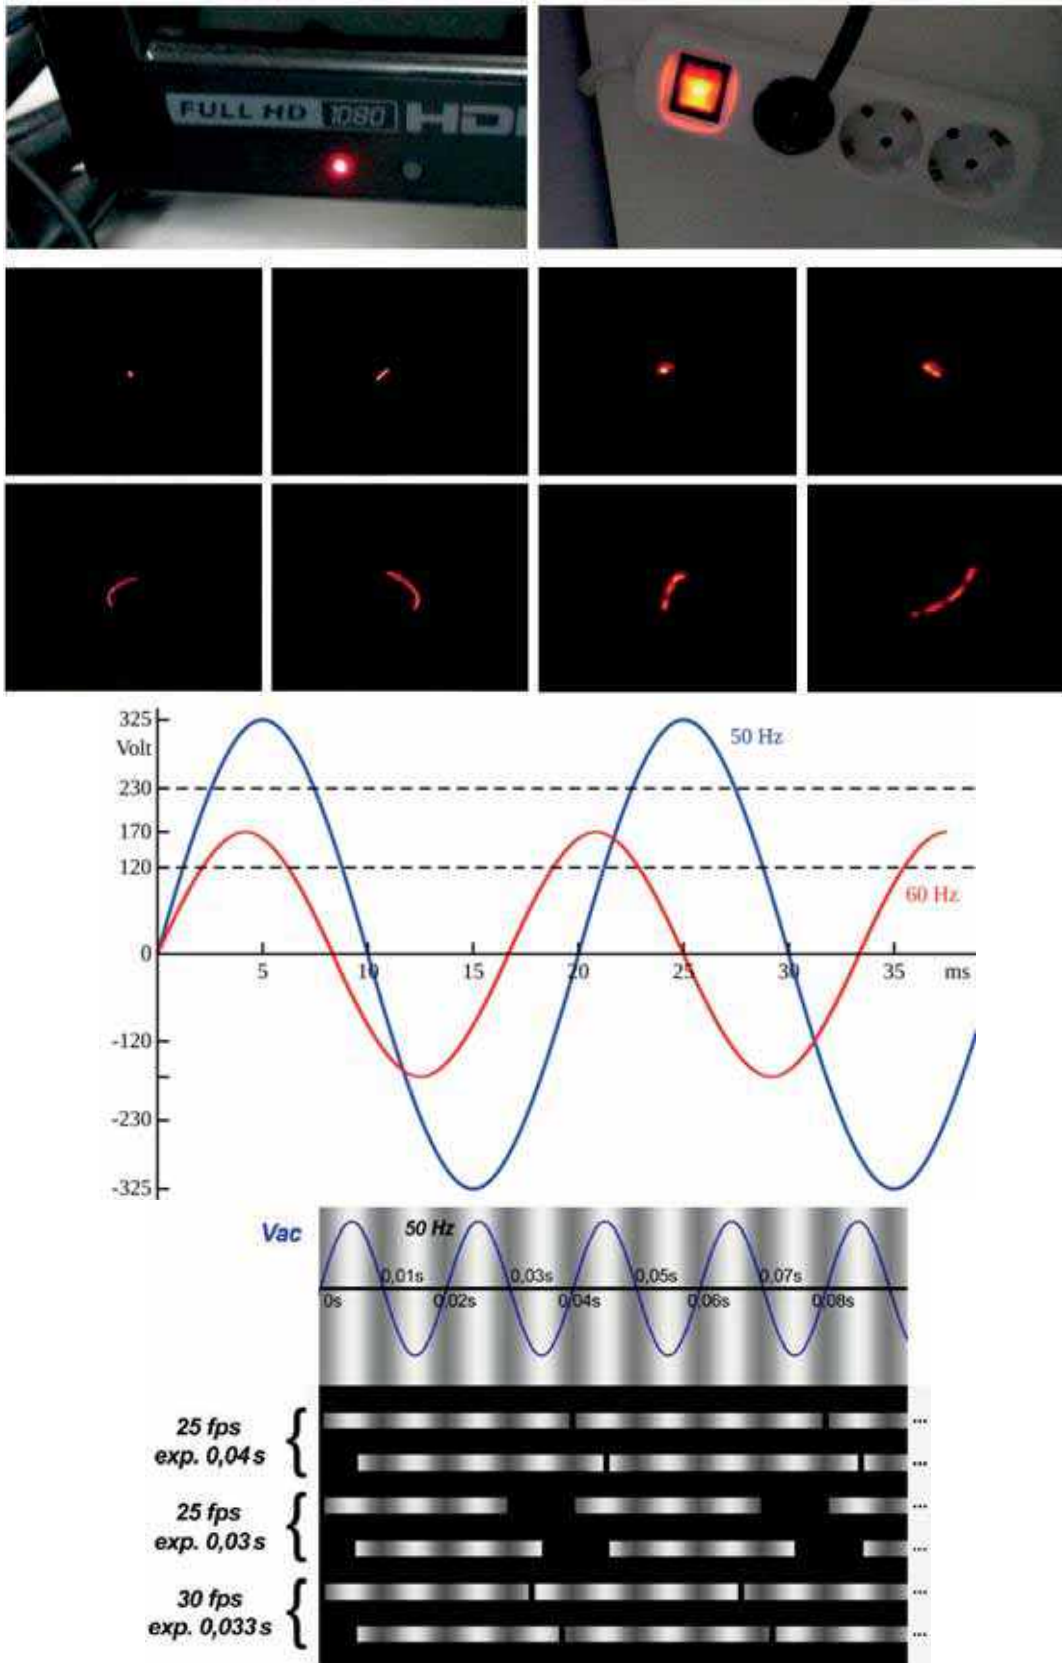 FULL HD 1080 HD
325
Volt
50 Hz
230
170
120
60 Hz
0
5 10 15 20 25 30 35 ms
-120
-230
-325
Vac
50 Hz
0,01s 0,03s 0,05s 0,07s
0s 0,02s 0,04s 0,06s 0,08s
25 fps
exp. 0,04 s
{
...
...
25 fps
exp. 0,03 s
{
...
...
30 fps
exp. 0,033 s
{
...
...